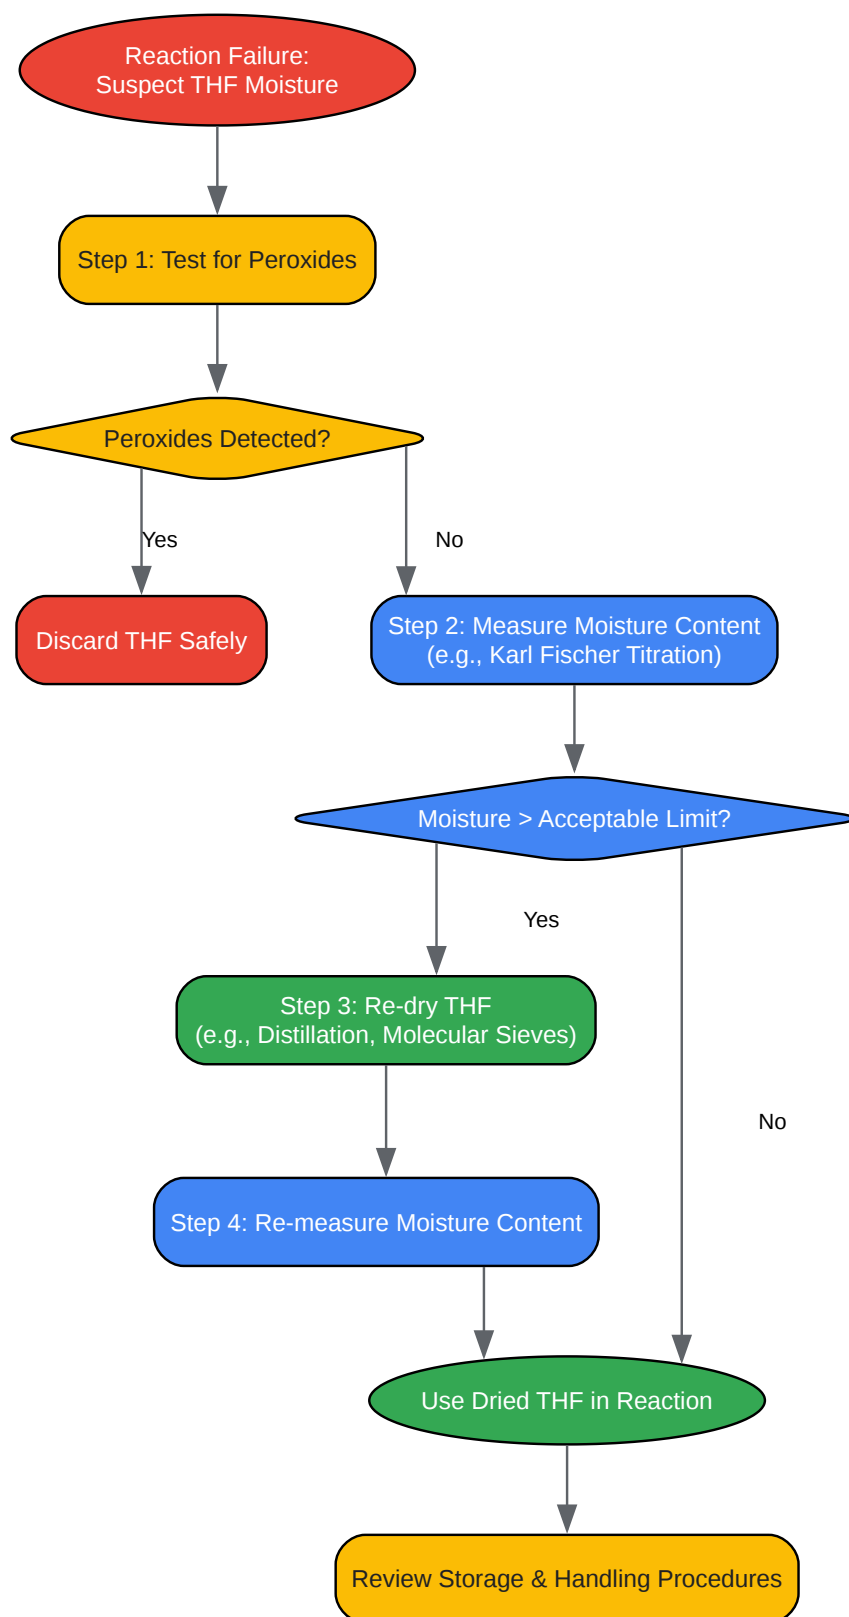 Reaction Failure:
Suspect THF Moisture
Step 1: Test for Peroxides
Peroxides Detected?
Yes
No
Discard THF Safely
Step 2: Measure Moisture Content
(e.g., Karl Fischer Titration)
Moisture > Acceptable Limit?
Yes
Step 3: Re-dry THF
(e.g., Distillation, Molecular Sieves)
No
Step 4: Re-measure Moisture Content
Use Dried THF in Reaction
Review Storage & Handling Procedures